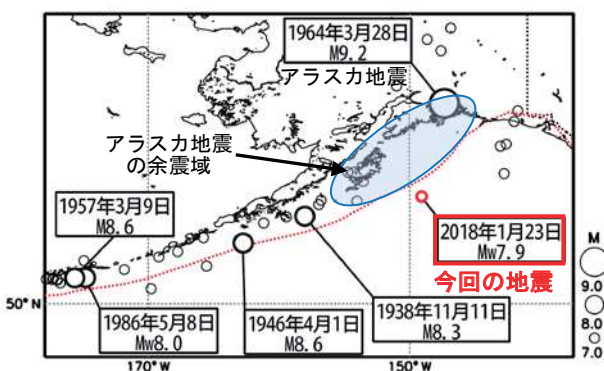 1964年3月28日
M9.2
アラスカ地震
アラスカ地震
の余震域
1957年3月9日
M8.6
2018年1月23日
Mw7.9
今回の地震
M
9.0
8.0
7.0
50°N
1986年5月8日
Mw8.0
1946年4月1日
M8.6
1938年11月11日
M8.3
170°W
150°W